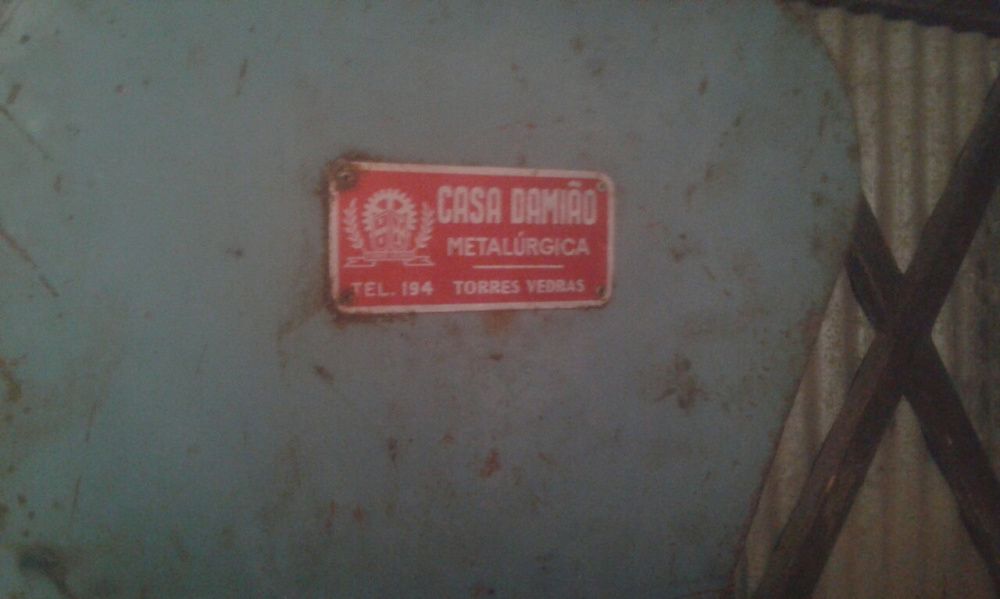 CASA DAMIÃO
METALÚRGICA
TEL. 194 TORRES VEDRAS